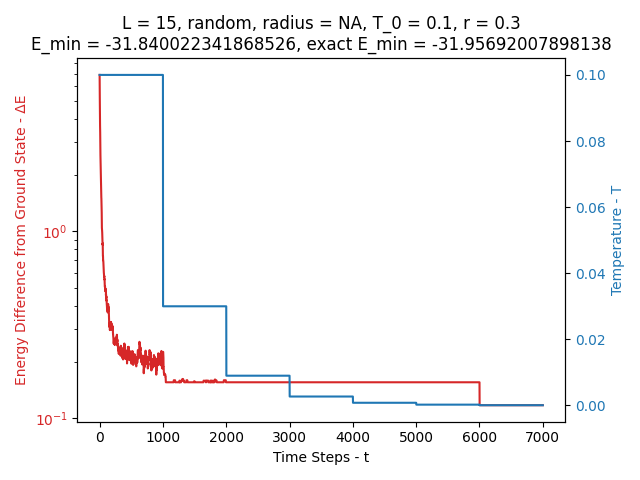 L = 15, random, radius = NA, T_0 = 0.1, r = 0.3
E_min = -31.840022341868526, exact E_min = -31.95692007898138
Energy Difference from Ground State - ΔE
10⁰
10⁻¹
0.10
0.08
0.06
0.04
0.02
0.00
Temperature - T
0 1000 2000 3000 4000 5000 6000 7000
Time Steps - t